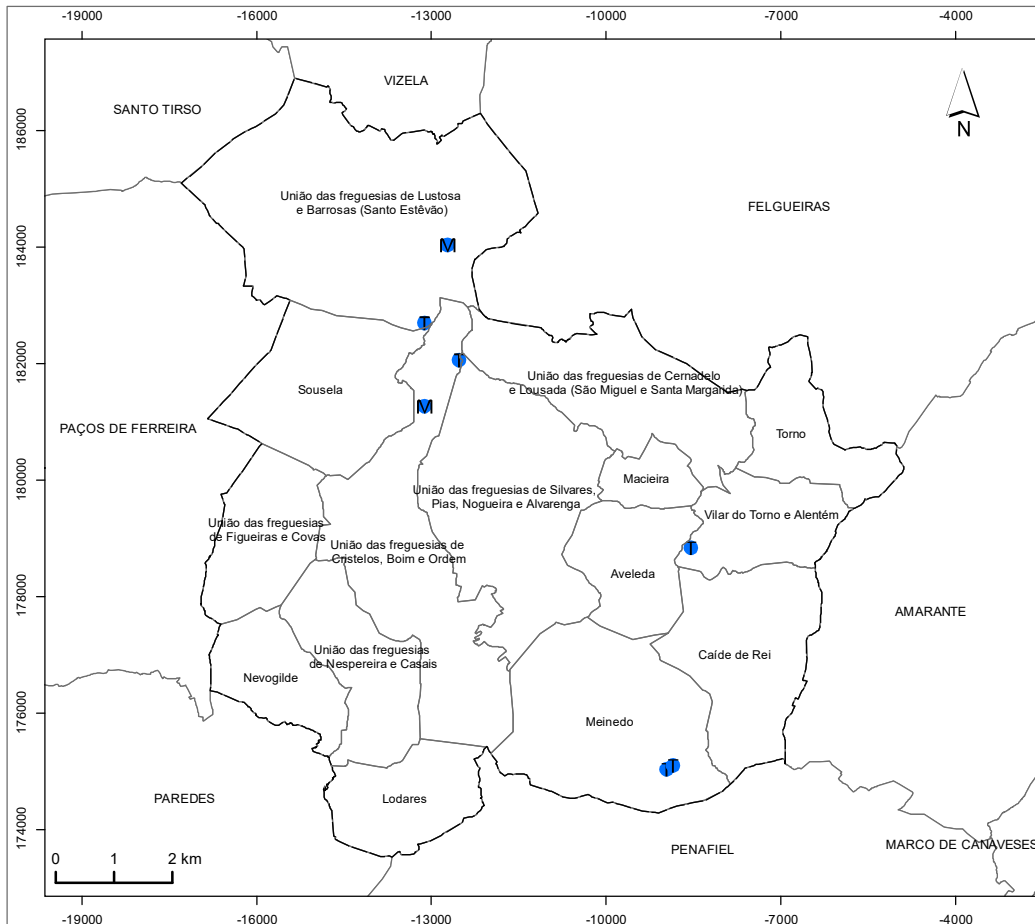 -19000
-16000
-13000
-10000
-7000
-4000
VIZELA
SANTO TIRSO
N
186000
União das freguesias de Lustosa
e Barrosas (Santo Estêvão)
FELGUEIRAS
184000
M
T
182000
T
União das freguesias de Cernadelo
e Lousada (São Miguel e Santa Margarida)
Sousela
M
PAÇOS DE FERREIRA
Torno
180000
Macieira
União das freguesias de Silvares,
Pias, Nogueira e Alvarenga
Vilar do Torno e Alentém
União das freguesias
de Figueiras e Covas
União das freguesias de
Cristelos, Boim e Ordem
T
Aveleda
178000
AMARANTE
União das freguesias
de Nespereira e Casais
Caíde de Rei
Nevogilde
176000
Meinedo
T
T
PAREDES
Lodares
174000
PENAFIEL
MARCO DE CANAVESES
0
1
2 km
-19000
-16000
-13000
-10000
-7000
-4000